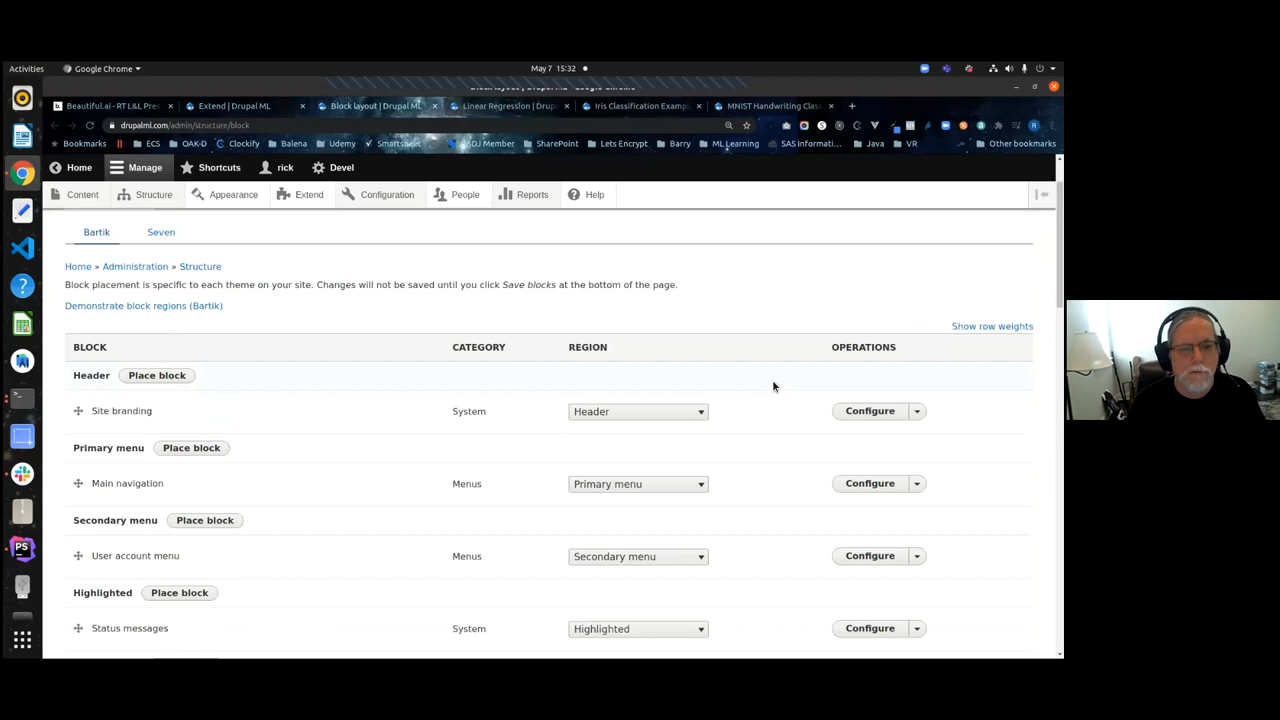 Activities Google Chrome May 7 15:32
Beautiful.ai - RT L&L Pres Extend | Drupal ML Block layout | Drupal ML Linear Regression | Drupa Iris Classification Exampl MNIST Handwriting Class
drupalml.com/admin/structure/block
Bookmarks ECS OAK-D Clockify Balena Udemy Smartsheet DJ Member SharePoint Lets Encrypt Barry ML Learning SAS Informati... Java VR Other bookmarks
Home Manage Shortcuts rick Devel
Content Structure Appearance Extend Configuration People Reports Help
Bartik Seven
Home » Administration » Structure
Block placement is specific to each theme on your site. Changes will not be saved until you click Save blocks at the bottom of the page.
Demonstrate block regions (Bartik)
Show row weights
BLOCK CATEGORY REGION OPERATIONS
Header Place block
Site branding System Header Configure
Primary menu Place block
Main navigation Menus Primary menu Configure
Secondary menu Place block
User account menu Menus Secondary menu Configure
Highlighted Place block
Status messages System Highlighted Configure
PS